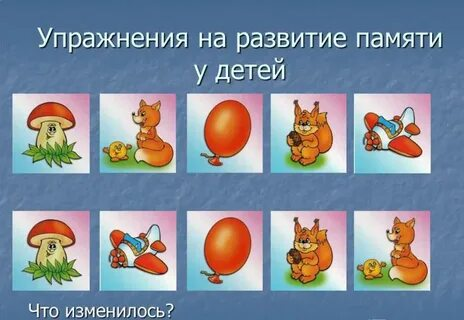 Упражнения на развитие памяти
у детей
Что изменилось?